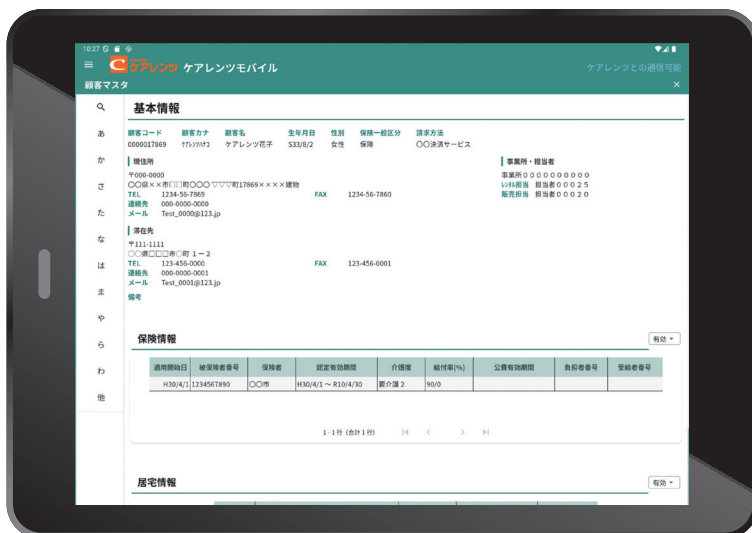 10:27
ケアレンツ ケアレンツモバイル
ケアレンツとの通信可能
顧客マスタ ×
あ
か
さ
た
な
は
ま
や
ら
わ
他
基本情報
顧客コード 顧客カナ 顧客名 生年月日 性別 保険一般区分 請求方法
0000017869 ｹｱﾚﾝﾂﾊﾅｺ ケアレンツ花子 S33/8/2 女性 保険 〇〇決済サービス
現住所
〒000-0000
〇〇県××市□□町〇〇〇 ▽▽▽町17869××××建物
TEL 1234-56-7869 FAX 1234-56-7860
連絡先 000-0000-0000
メール Test_0000@123.jp
事業所・担当者
事業所０００００００００００
ﾚﾝﾀﾙ担当 担当者０００２５
販売担当 担当者０００２０
滞在先
〒111-1111
〇〇県□□□市〇町 １－２
TEL 123-456-0000 FAX 123-456-0001
連絡先 000-0000-0001
メール Test_0001@123.jp
備考
保険情報 有効
適用開始日 被保険者番号 保険者 認定有効期間 介護度 給付率(%) 公費有効期間 負担者番号 受給者番号
H30/4/1 1234567890 〇〇市 H30/4/1 ～ R10/4/30 要介護２ 90/0
1 - 1 行 (合計 1 行) |< < > >|
居宅情報 有効